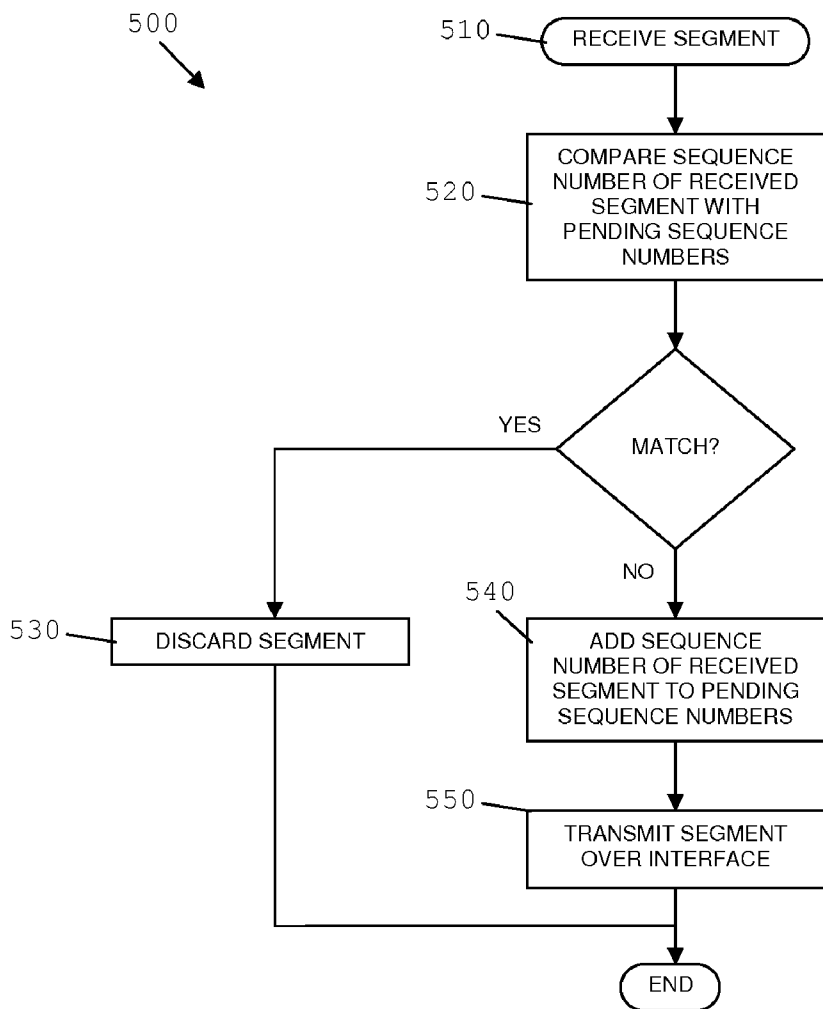 500
510
RECEIVE SEGMENT
520
COMPARE SEQUENCE
NUMBER OF RECEIVED
SEGMENT WITH
PENDING SEQUENCE
NUMBERS
YES
MATCH?
NO
530
DISCARD SEGMENT
540
ADD SEQUENCE
NUMBER OF RECEIVED
SEGMENT TO PENDING
SEQUENCE NUMBERS
550
TRANSMIT SEGMENT
OVER INTERFACE
END